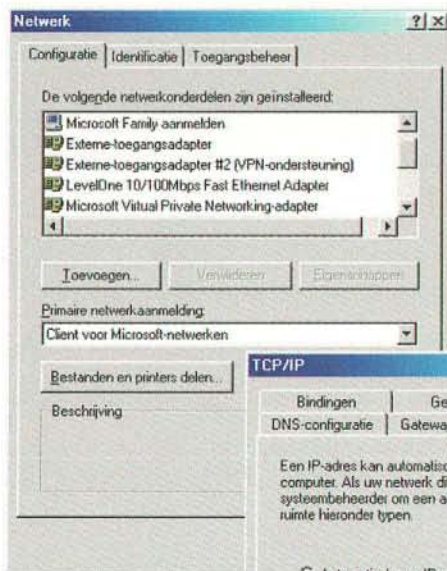 Netwerk
Configuratie Identificatie Toegangsbeheer
De volgende netwerkonderdelen zijn geïnstalleerd:
Microsoft Family aanmelden
Externe-toegangsadapter
Externe-toegangsadapter #2 (VPN-ondersteuning)
LevelOne 10/100Mbps Fast Ethernet Adapter
Microsoft Virtual Private Networking-adapter
Toevoegen... Verwijderen Eigenschappen
Primaire netwerkaanmelding:
Client voor Microsoft-netwerken
Bestanden en printers delen...
Beschrijving
TCP/IP
Bindingen Ge
DNS-configuratie Gatewa
Een IP-adres kan automatisc
computer. Als uw netwerk di
systeembeheerder om een a
ruimte hieronder typen.